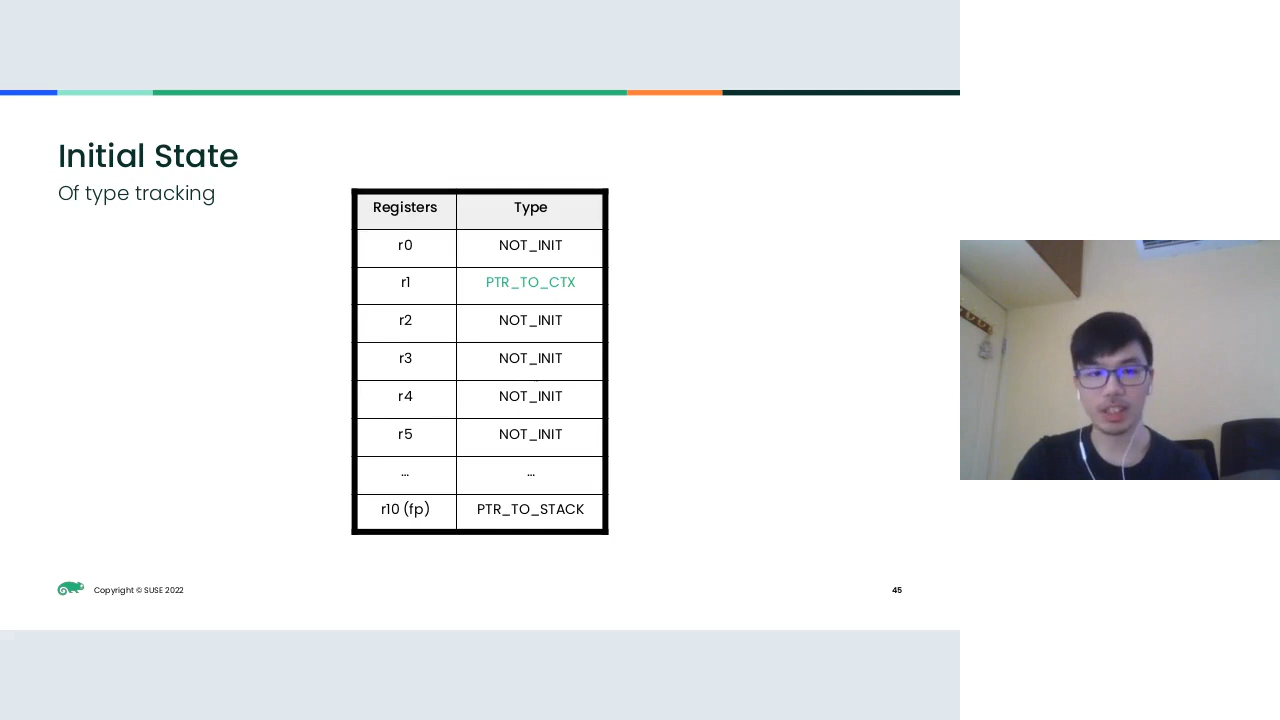 Initial State
Of type tracking
Registers Type
r0 NOT_INIT
r1 PTR_TO_CTX
r2 NOT_INIT
r3 NOT_INIT
r4 NOT_INIT
r5 NOT_INIT
... ...
r10 (fp) PTR_TO_STACK
Copyright © SUSE 2022 45